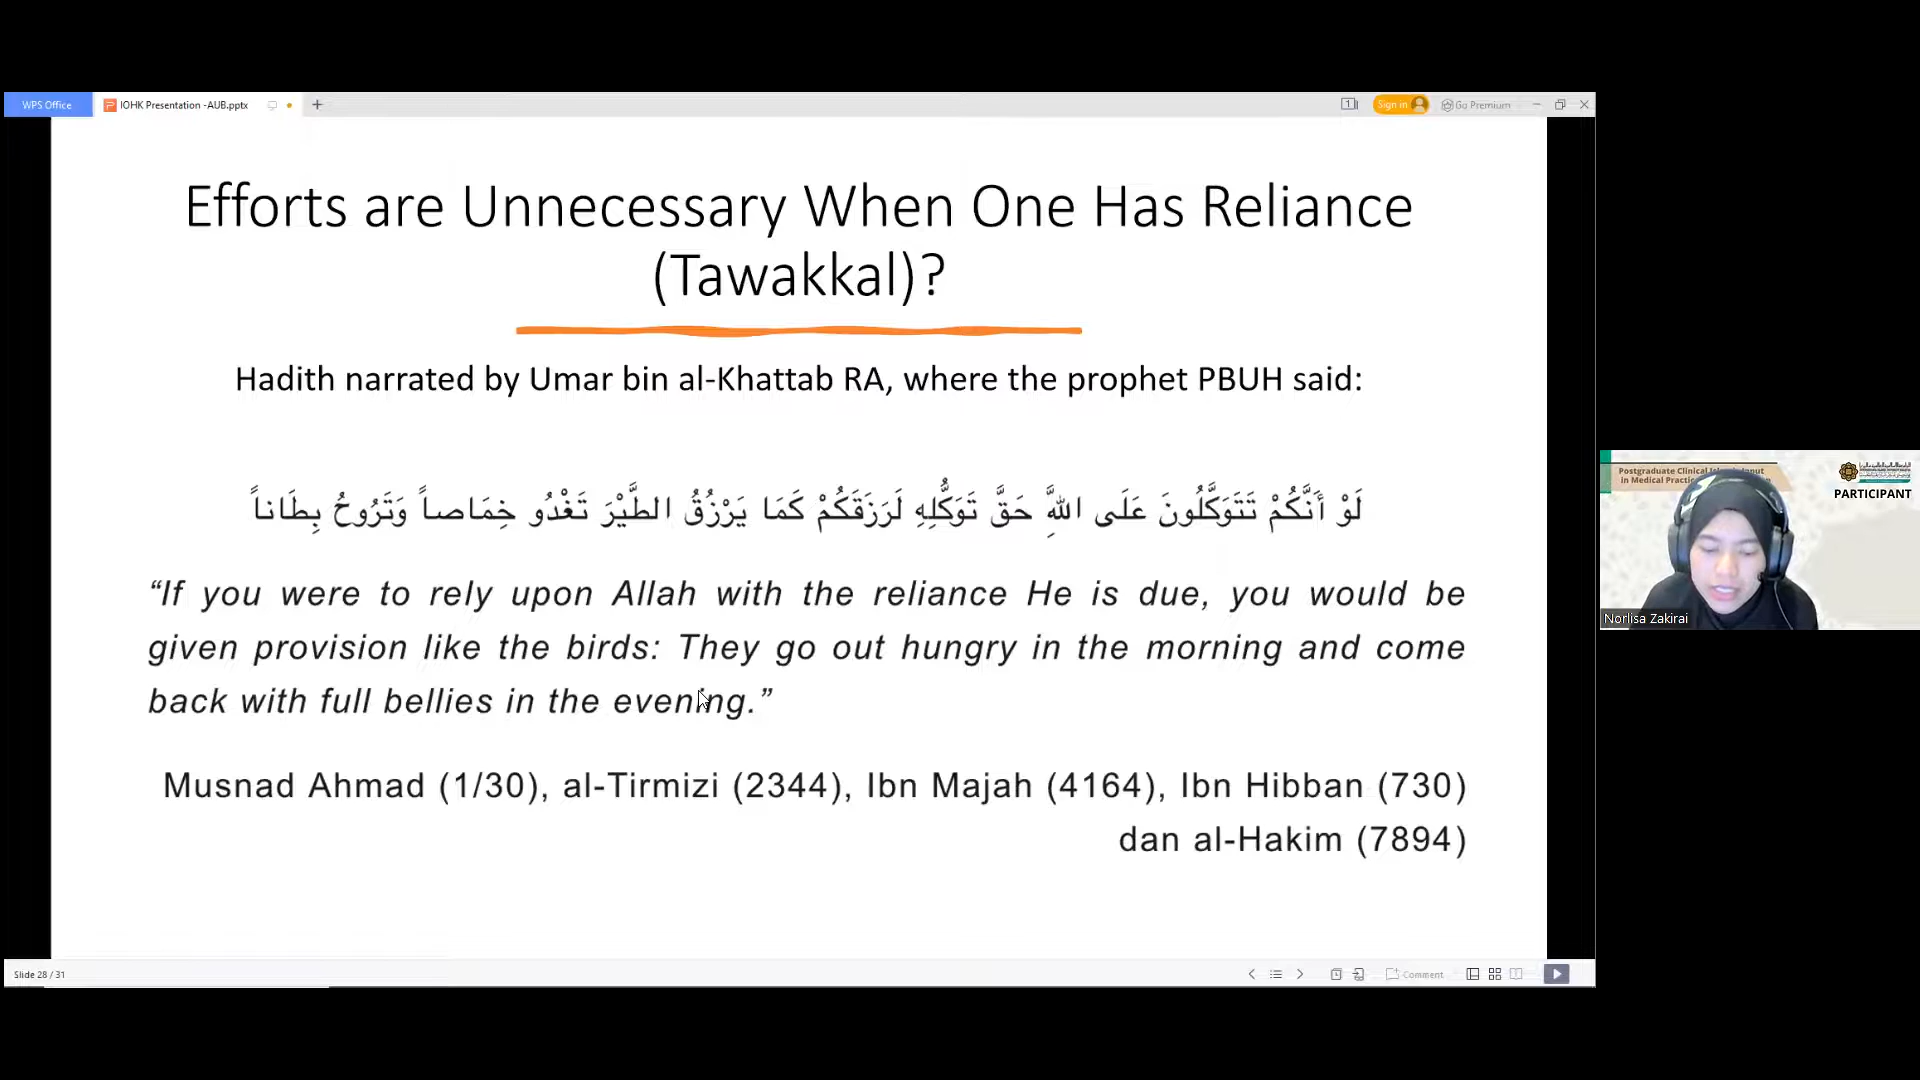 WPS Office
IOHK Presentation -AUB.pptx
Sign in
Go Premium
Efforts are Unnecessary When One Has Reliance
(Tawakkal)?
Hadith narrated by Umar bin al-Khattab RA, where the prophet PBUH said:
لَوْ أَنَّكُمْ تَتَوَكَّلُونَ عَلَى اللَّهِ حَقَّ تَوَكُّلِهِ لَرَزَقَكُمْ كَمَا يَرْزُقُ الطَّيْرَ تَغْدُو خِمَاصاً وَتَرُوحُ بِطَاناً
“If you were to rely upon Allah with the reliance He is due, you would be
given provision like the birds: They go out hungry in the morning and come
back with full bellies in the evening.”
Musnad Ahmad (1/30), al-Tirmizi (2344), Ibn Majah (4164), Ibn Hibban (730)
dan al-Hakim (7894)
Postgraduate Clinical
in Medical
PARTICIPANT
Norlisa Zakirai
Slide 28 / 31
Comment